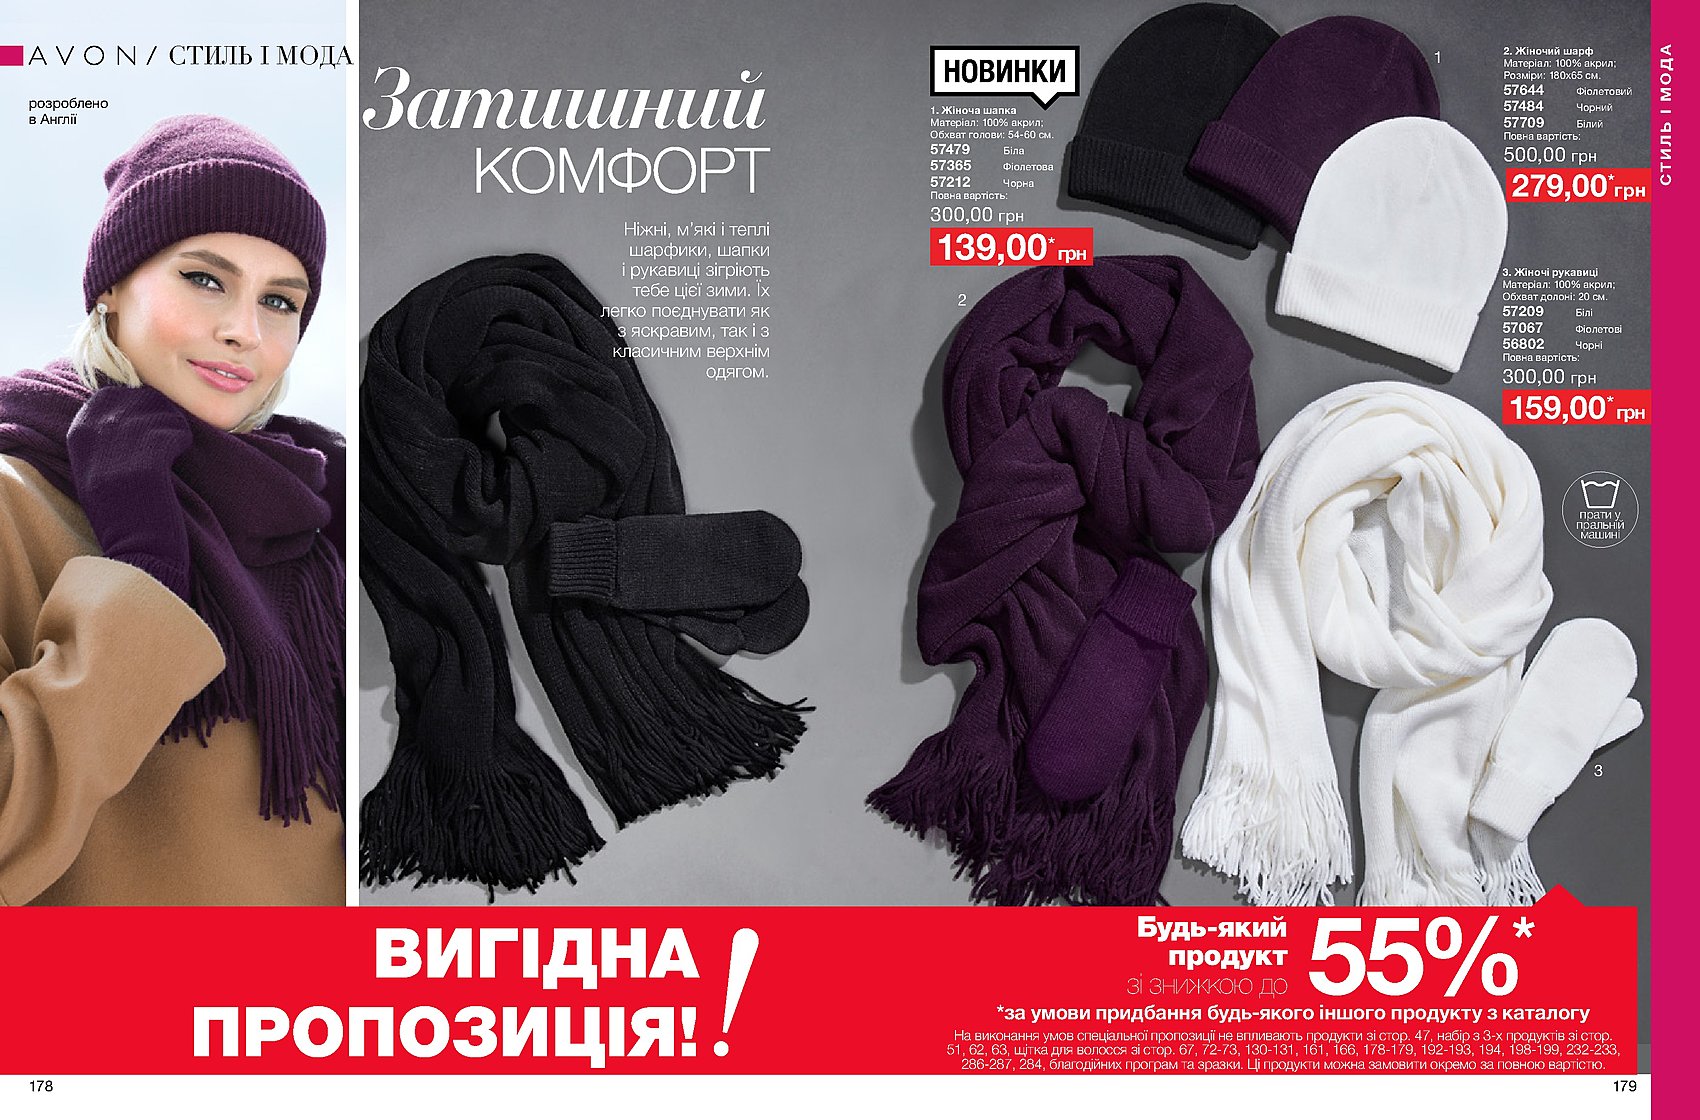 AVON/ СТИЛЬ І МОДА
розроблено
в Англії
Затишний
КОМФОРТ
Ніжні, м'які і теплі
шарфики, шапки
і рукавиці зігріють
тебе цієї зими. Їх
легко поєднувати як
з яскравим, так і з
класичним верхнім
одягом.
НОВИНКИ
1. Жіноча шапка
Матеріал: 100% акрил;
Обхват голови: 54-60 см.
57479 Біла
57365 Фіолетова
57212 Чорна
Повна вартість:
300,00 грн
139,00* грн
1
2
2. Жіночий шарф
Матеріал: 100% акрил;
Розміри: 180х65 см.
57644 Фіолетовий
57484 Чорний
57709 Білий
Повна вартість:
500,00 грн
279,00* грн
3. Жіночі рукавиці
Матеріал: 100% акрил;
Обхват долоні: 20 см.
57209 Білі
57067 Фіолетові
56802 Чорні
Повна вартість:
300,00 грн
159,00* грн
прати у
пральній
машині
3
СТИЛЬ І МОДА
ВИГІДНА
ПРОПОЗИЦІЯ!!
Будь-який
продукт
ЗІ ЗНИЖКОЮ ДО
55%*
*за умови придбання будь-якого іншого продукту з каталогу
На виконання умов спеціальної пропозиції не впливають продукти зі стор. 47, набір з 3-х продуктів зі стор.
51, 62, 63, щітка для волосся зі стор. 67, 72-73, 130-131, 161, 166, 178-179, 192-193, 194, 198-199, 232-233,
286-287, 284, благодійних програм та зразки. Ці продукти можна замовити окремо за повною вартістю.
178
179